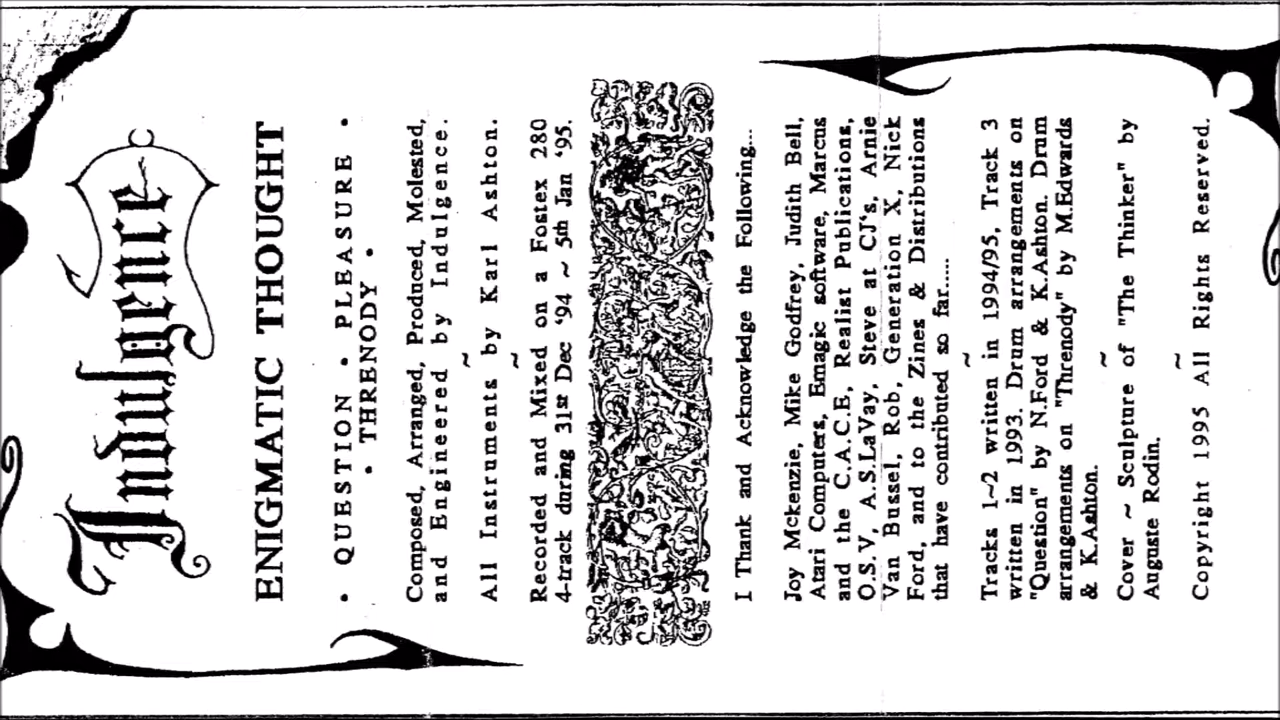 Indulgence
ENIGMATIC THOUGHT
• QUESTION • PLEASURE •
• THRENODY •
Composed, Arranged, Produced, Molested,
and Engineered by Indulgence.
~
All Instruments by Karl Ashton.
~
Recorded and Mixed on a Fostex 280
4-track during 31st Dec '94 ~ 5th Jan '95.
I Thank and Acknowledge the Following...
Joy Mckenzie, Mike Godfrey, Judith Bell,
Atari Computers, Emagic software, Marcus
and the C.A.C.E, Realist Publications,
O.S.V, A.S.LaVay, Steve at CJ's, Arnie
Van Bussel, Rob, Generation X, Nick
Ford, and to the Zines & Distributions
that have contributed so far.....
~
Tracks 1~2 written in 1994/95, Track 3
written in 1993. Drum arrangements on
"Question" by N.Ford & K.Ashton. Drum
arrangements on "Threnody" by M.Edwards
& K.Ashton.
~
Cover ~ Sculpture of "The Thinker" by
Auguste Rodin.
~
Copyright 1995 All Rights Reserved.